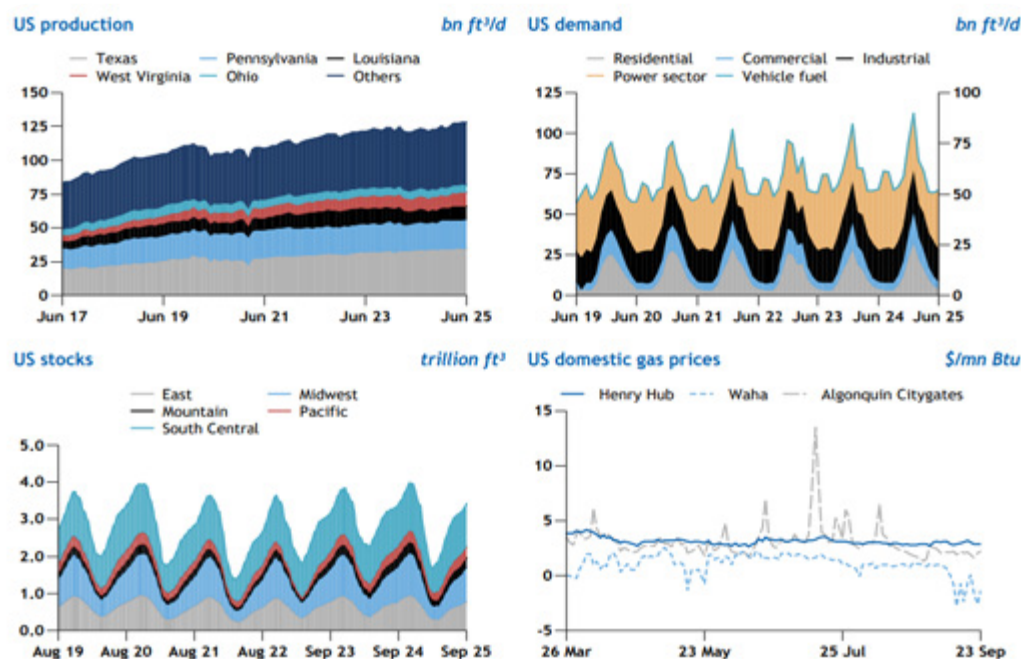 US production bn ft³/d
Texas Pennsylvania Louisiana
West Virginia Ohio Others
150
125
100
75
50
25
0
Jun 17 Jun 19 Jun 21 Jun 23 Jun 25
US demand bn ft³/d
Residential Commercial Industrial
Power sector Vehicle fuel
125 100
100
75
75
50
50
25
25
0 0
Jun 19 Jun 20 Jun 21 Jun 22 Jun 23 Jun 24 Jun 25
US stocks trillion ft³
East Midwest
Mountain Pacific
South Central
5.0
4.0
3.0
2.0
1.0
0.0
Aug 19 Aug 20 Aug 21 Aug 22 Sep 23 Sep 24 Sep 25
US domestic gas prices $/mn Btu
Henry Hub Waha Algonquin Citygates
15
10
5
0
-5
26 Mar 23 May 25 Jul 23 Sep